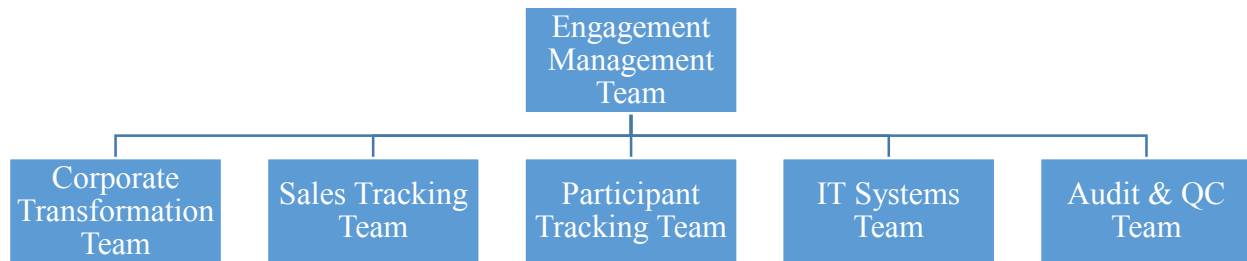 Engagement
Management
Team
Corporate
Transformation
Team
Sales Tracking
Team
Participant
Tracking Team
IT Systems
Team
Audit & QC
Team